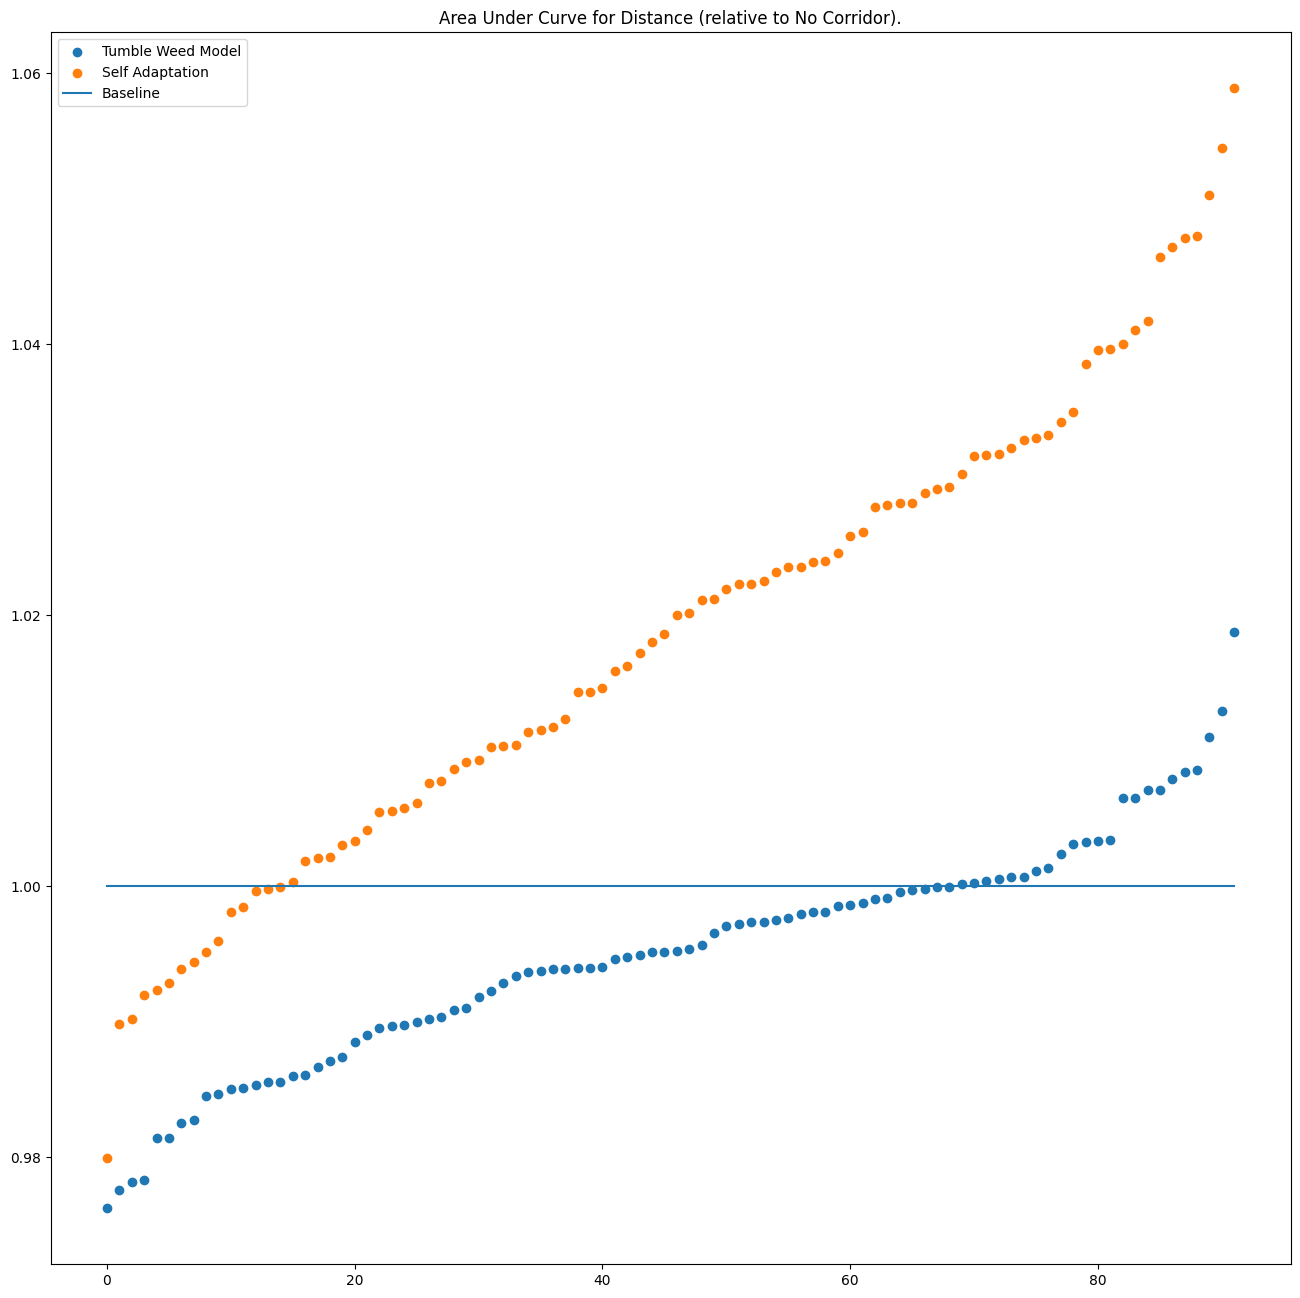 Area Under Curve for Distance (relative to No Corridor).
Tumble Weed Model
Self Adaptation
Baseline
1.06
1.04
1.02
1.00
0.98
0
20
40
60
80